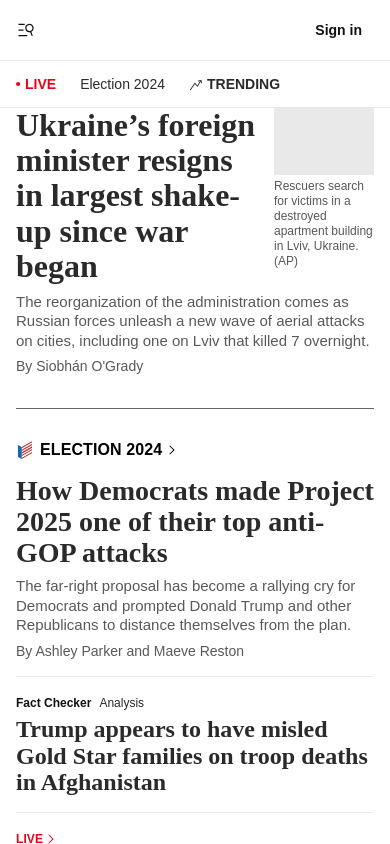 Sign in
LIVE
Election 2024
TRENDING
Ukraine’s foreign
minister resigns
in largest shake-
up since war
began
Rescuers search
for victims in a
destroyed
apartment building
in Lviv, Ukraine.
(AP)
The reorganization of the administration comes as
Russian forces unleash a new wave of aerial attacks
on cities, including one on Lviv that killed 7 overnight.
By Siobhán O'Grady
ELECTION 2024
How Democrats made Project
2025 one of their top anti-
GOP attacks
The far-right proposal has become a rallying cry for
Democrats and prompted Donald Trump and other
Republicans to distance themselves from the plan.
By Ashley Parker and Maeve Reston
Fact Checker Analysis
Trump appears to have misled
Gold Star families on troop deaths
in Afghanistan
LIVE